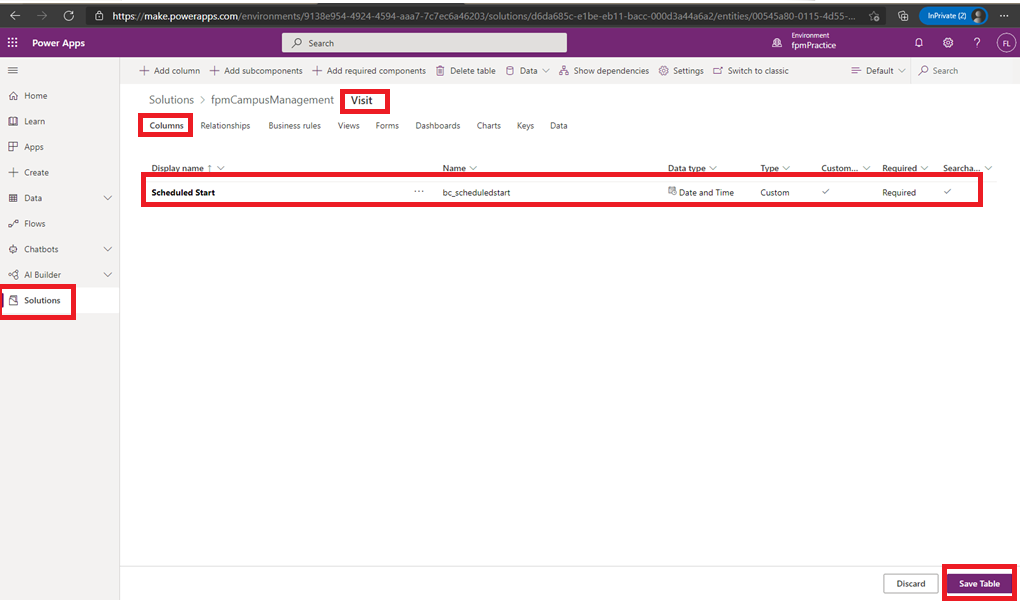 https://make.powerapps.com/environments/9138e954-4924-4594-aaa7-7c7ec6a46203/solutions/d6da685c-e1be-eb11-bacc-000d3a44a6a2/entities/00545a80-0115-4d55-...
InPrivate (2)
Power Apps
Search
Environment
fpmPractice
FL
Add column
Add subcomponents
Add required components
Delete table
Data
Show dependencies
Settings
Switch to classic
Default
Search
Home
Learn
Apps
Create
Data
Flows
Chatbots
AI Builder
Solutions
Solutions > fpmCampusManagement
Visit
Columns
Relationships
Business rules
Views
Forms
Dashboards
Charts
Keys
Data
Display name ↑
Name
Data type
Type
Custom...
Required
Searcha...
Scheduled Start
...
bc_scheduledstart
Date and Time
Custom
✓
Required
✓
Discard
Save Table